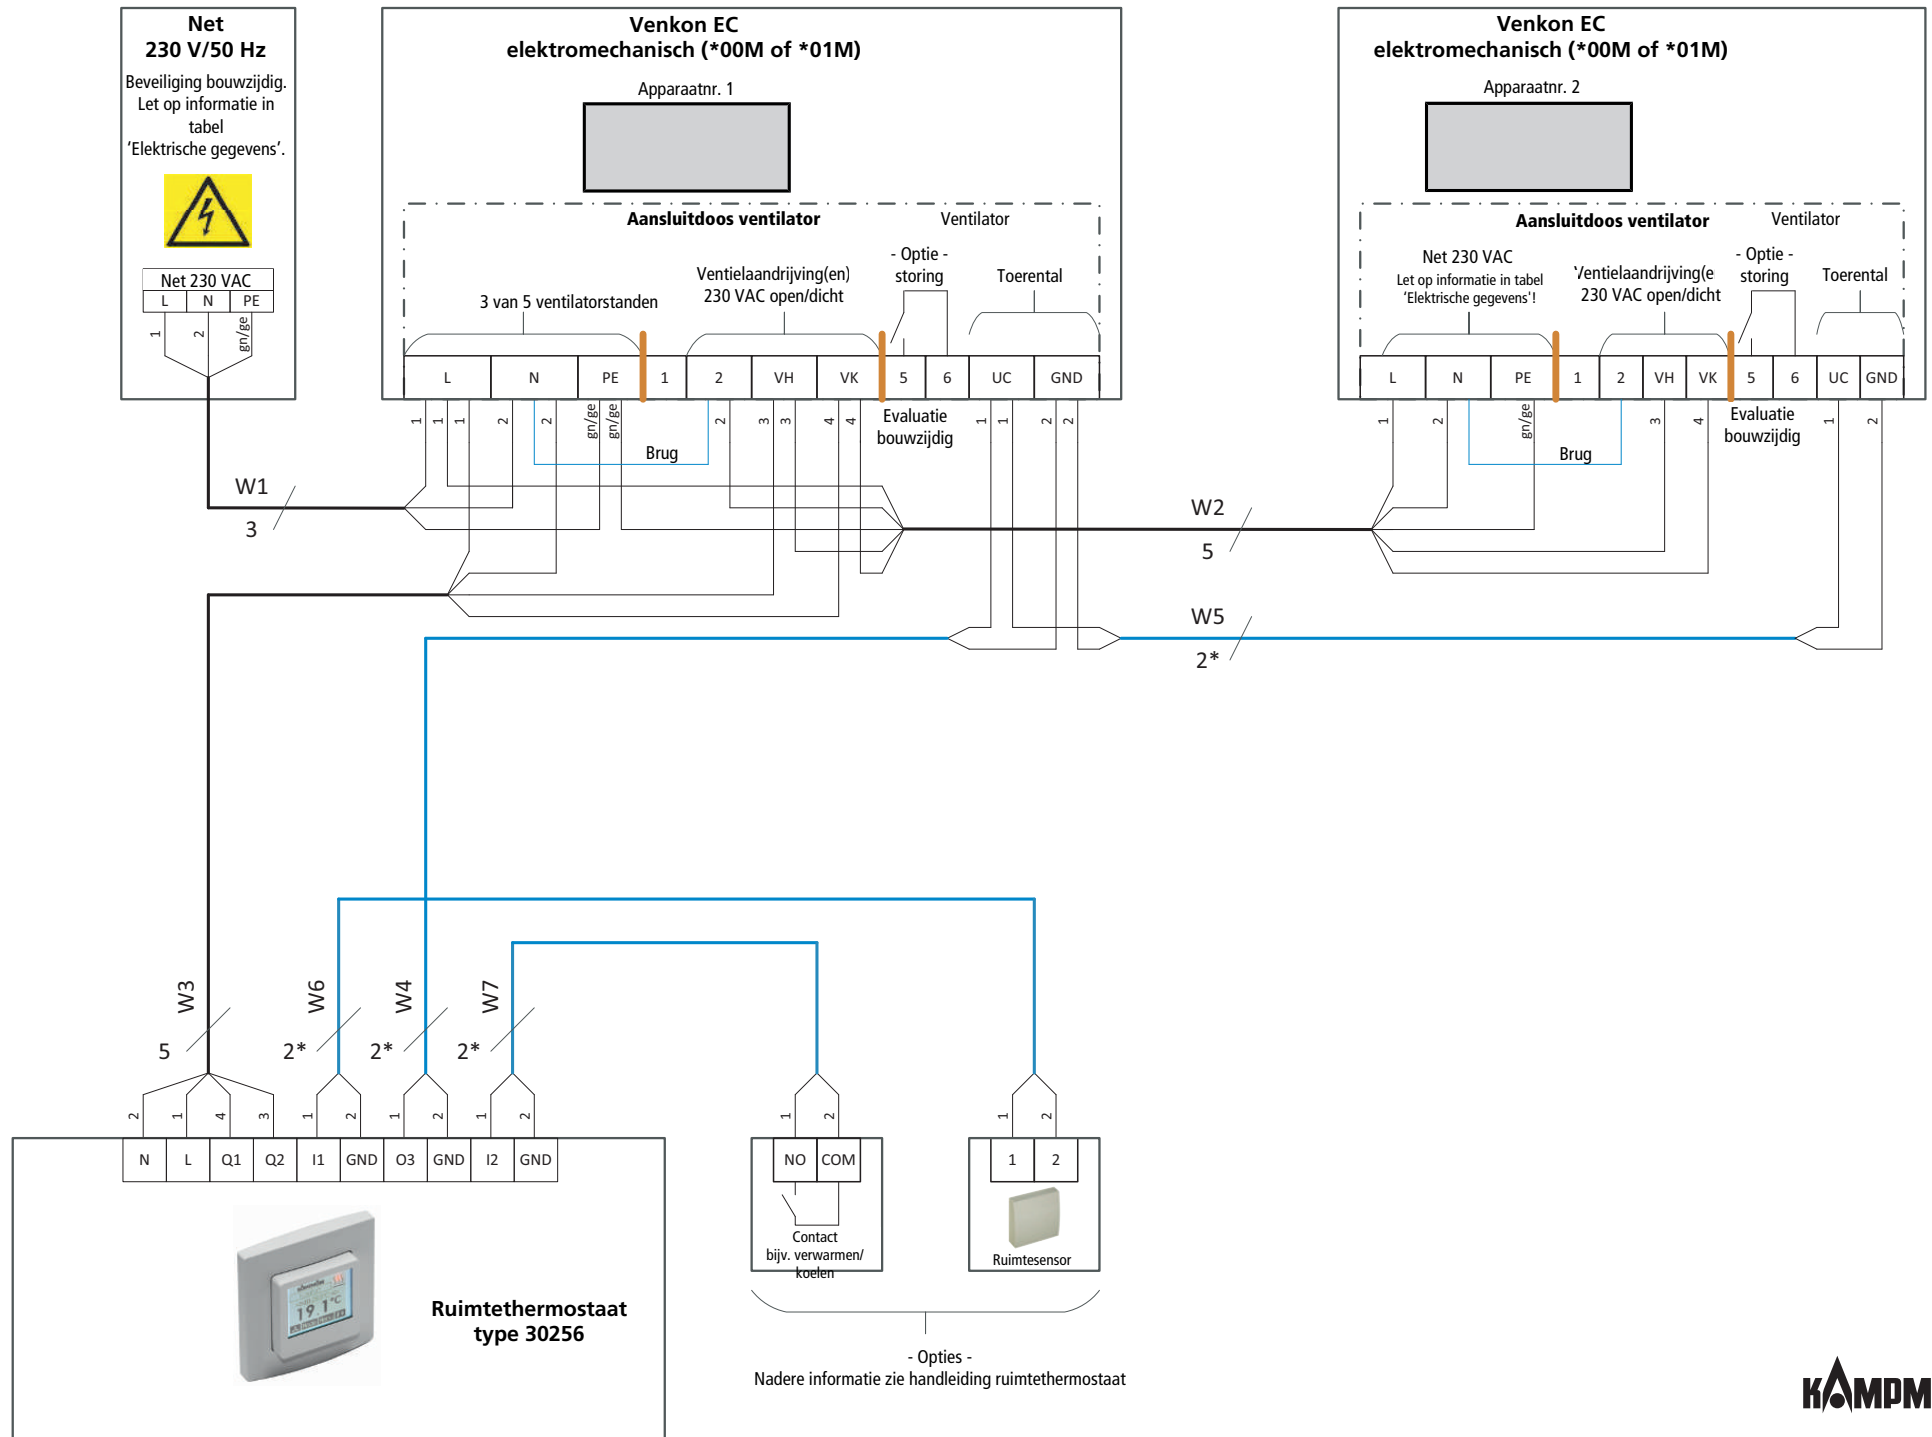 Net
230 V/50 Hz
Beveiliging bouwzijdig.
Let op informatie in
tabel
'Elektrische gegevens'.
Net 230 VAC
L N PE
1 2 gn/ge
Venkon EC
elektromechanisch (*00M of *01M)
Apparaatnr. 1
Aansluitdoos ventilator
Ventilator
3 van 5 ventilatorstanden
Ventielaandrijving(en)
230 VAC open/dicht
- Optie -
storing
Toerental
L N PE 1 2 VH VK 5 6 UC GND
1 1 1 2 2 gn/ge gn/ge 2 3 3 4 4 1 1 2 2
Brug
Evaluatie
bouwzijdig
Venkon EC
elektromechanisch (*00M of *01M)
Apparaatnr. 2
Aansluitdoos ventilator
Ventilator
Net 230 VAC
Let op informatie in tabel
'Elektrische gegevens'!
Ventielaandrijving(e
230 VAC open/dicht
- Optie -
storing
Toerental
L N PE 1 2 VH VK 5 6 UC GND
1 2 gn/ge 3 4 1 2
Brug
Evaluatie
bouwzijdig
W1
3
W2
5
W5
2*
W3
5
W6
2*
W4
2*
W7
2*
2 1 4 3 1 2 1 2 1 2
N L Q1 Q2 I1 GND O3 GND I2 GND
19.1°C
Ruimtethermostaat
type 30256
1 2
NO COM
Contact
bijv. verwarmen/
koelen
1 2
1 2
Ruimtesensor
- Opties -
Nadere informatie zie handleiding ruimtethermostaat
KAMPM